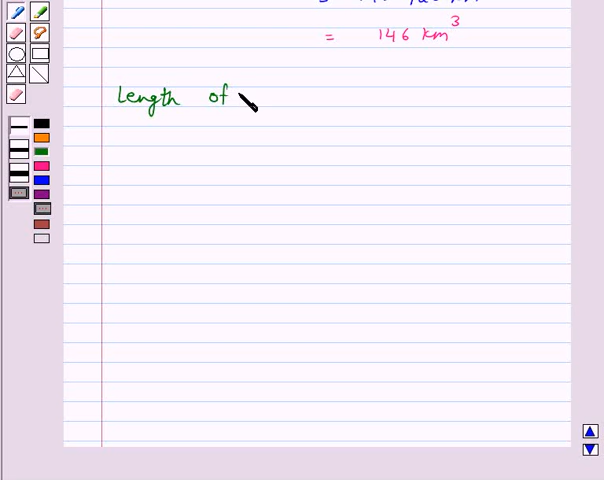 = 146 km³
Length of